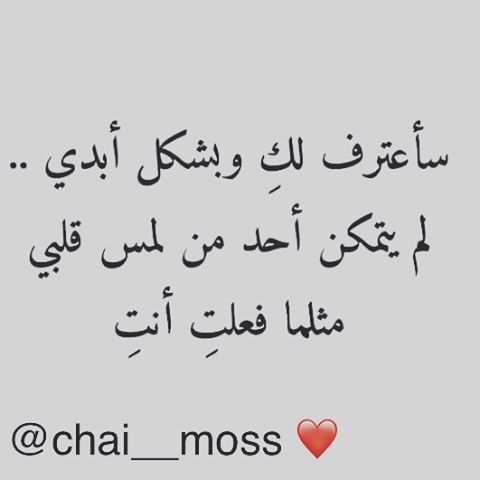 سأعترف لكِ وبشكل أبدي ..
لم يتمكن أحد من لمس قلبي
مثلما فعلتِ أنتِ
@chai__moss ❤️